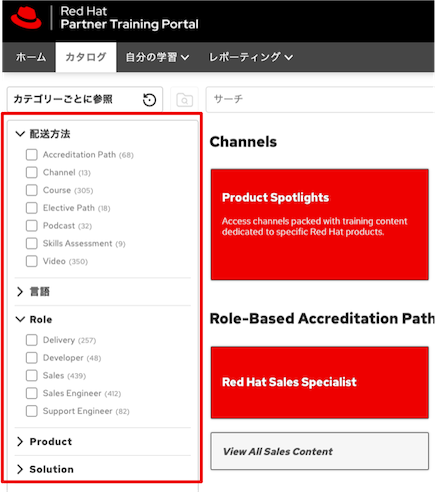 Red Hat
Partner Training Portal
ホーム
カタログ
自分の学習
レポーティング
カテゴリーごとに参照
サーチ
配送方法
Accreditation Path (68)
Channel (13)
Course (305)
Elective Path (18)
Podcast (32)
Skills Assessment (9)
Video (350)
言語
Role
Delivery (257)
Developer (48)
Sales (439)
Sales Engineer (412)
Support Engineer (82)
Product
Solution
Channels
Product Spotlights
Access channels packed with training content
dedicated to specific Red Hat products.
Role-Based Accreditation Path
Red Hat Sales Specialist
View All Sales Content